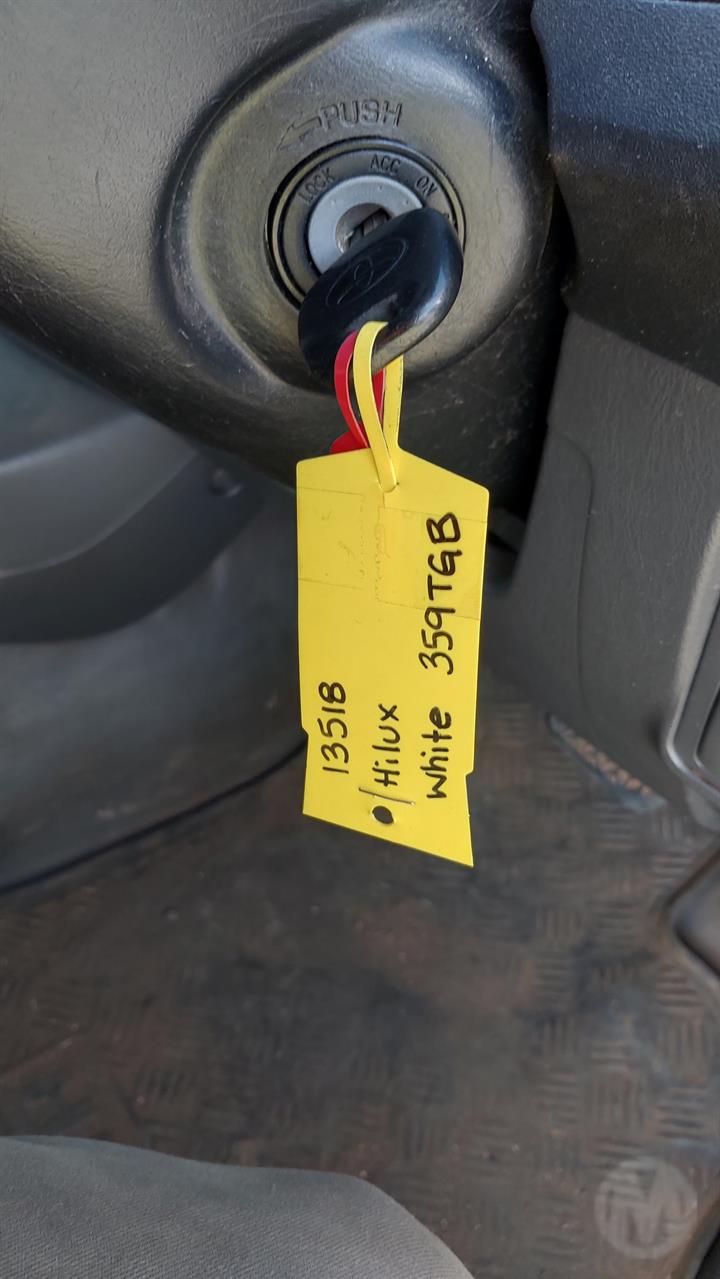 PUSH
LOCK ACC ON
13518
Hilux
white 359TGB